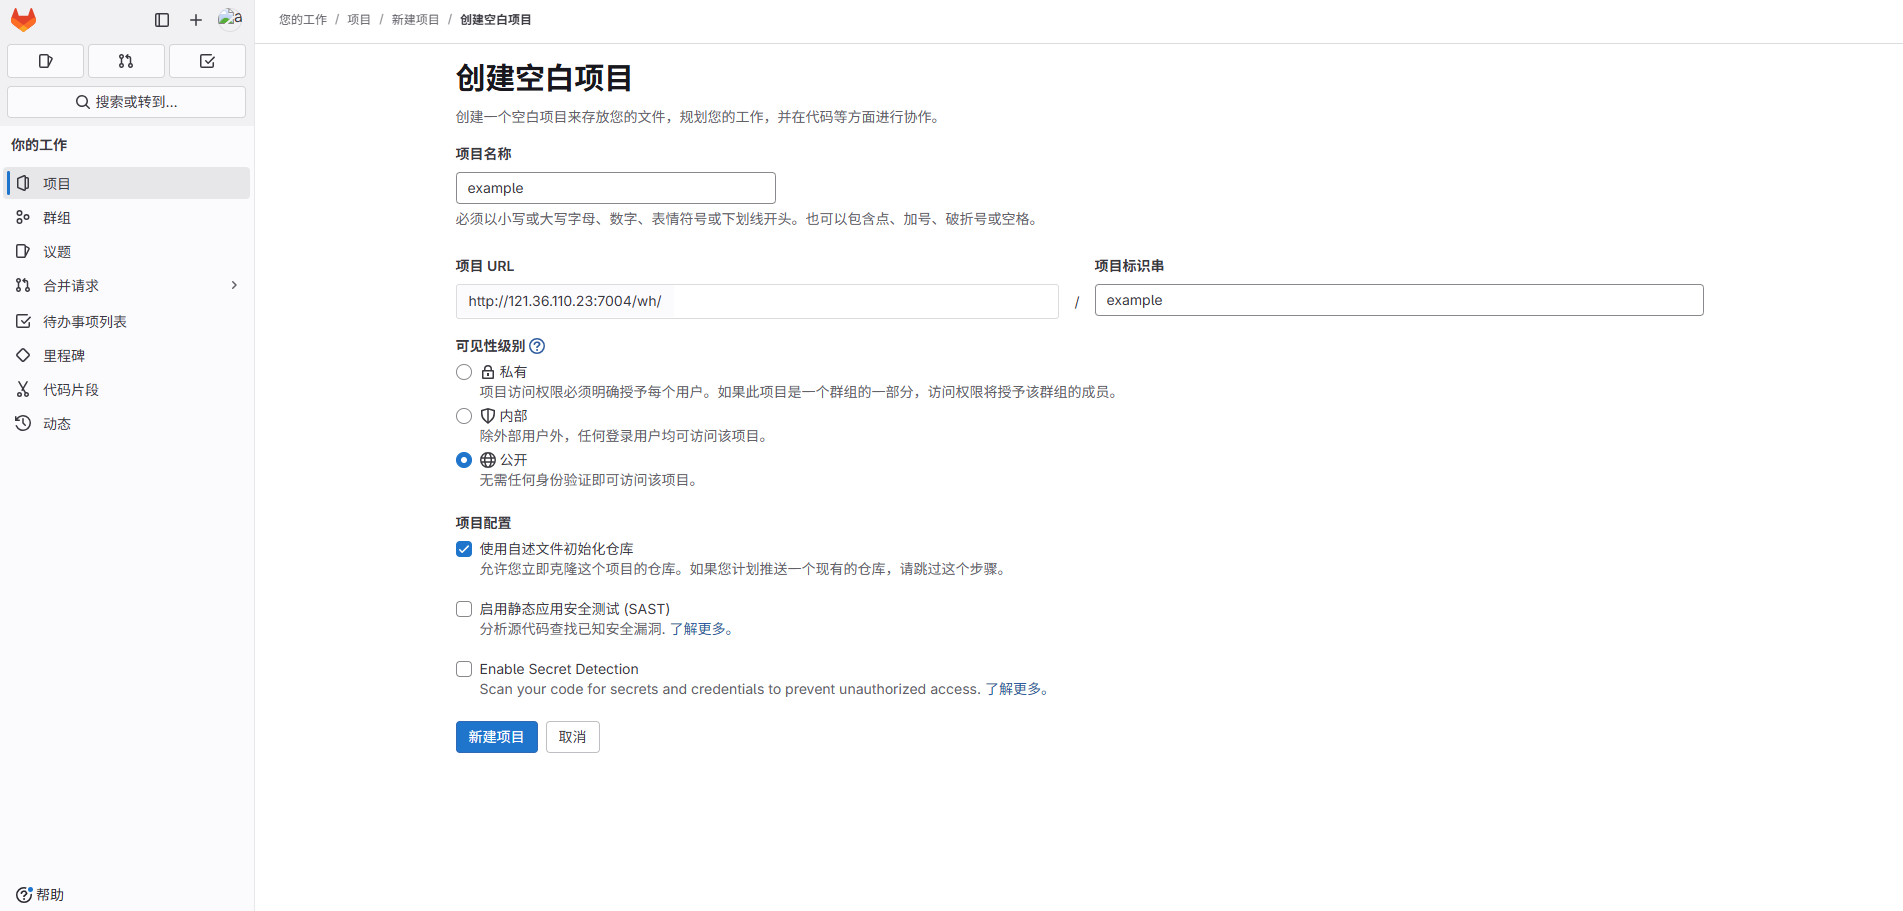 a
您的工作 / 项目 / 新建项目 / 创建空白项目
搜索或转到...
你的工作
项目
群组
议题
合并请求
待办事项列表
里程碑
代码片段
动态
帮助
创建空白项目
创建一个空白项目来存放您的文件，规划您的工作，并在代码等方面进行协作。
项目名称
example
必须以小写或大写字母、数字、表情符号或下划线开头。也可以包含点、加号、破折号或空格。
项目 URL
http://121.36.110.23:7004/wh/
/
项目标识串
example
可见性级别
私有
项目访问权限必须明确授予每个用户。如果此项目是一个群组的一部分，访问权限将授予该群组的成员。
内部
除外部用户外，任何登录用户均可访问该项目。
公开
无需任何身份验证即可访问该项目。
项目配置
使用自述文件初始化仓库
允许您立即克隆这个项目的仓库。如果您计划推送一个现有的仓库，请跳过这个步骤。
启用静态应用安全测试 (SAST)
分析源代码查找已知安全漏洞. 了解更多。
Enable Secret Detection
Scan your code for secrets and credentials to prevent unauthorized access. 了解更多。
新建项目
取消